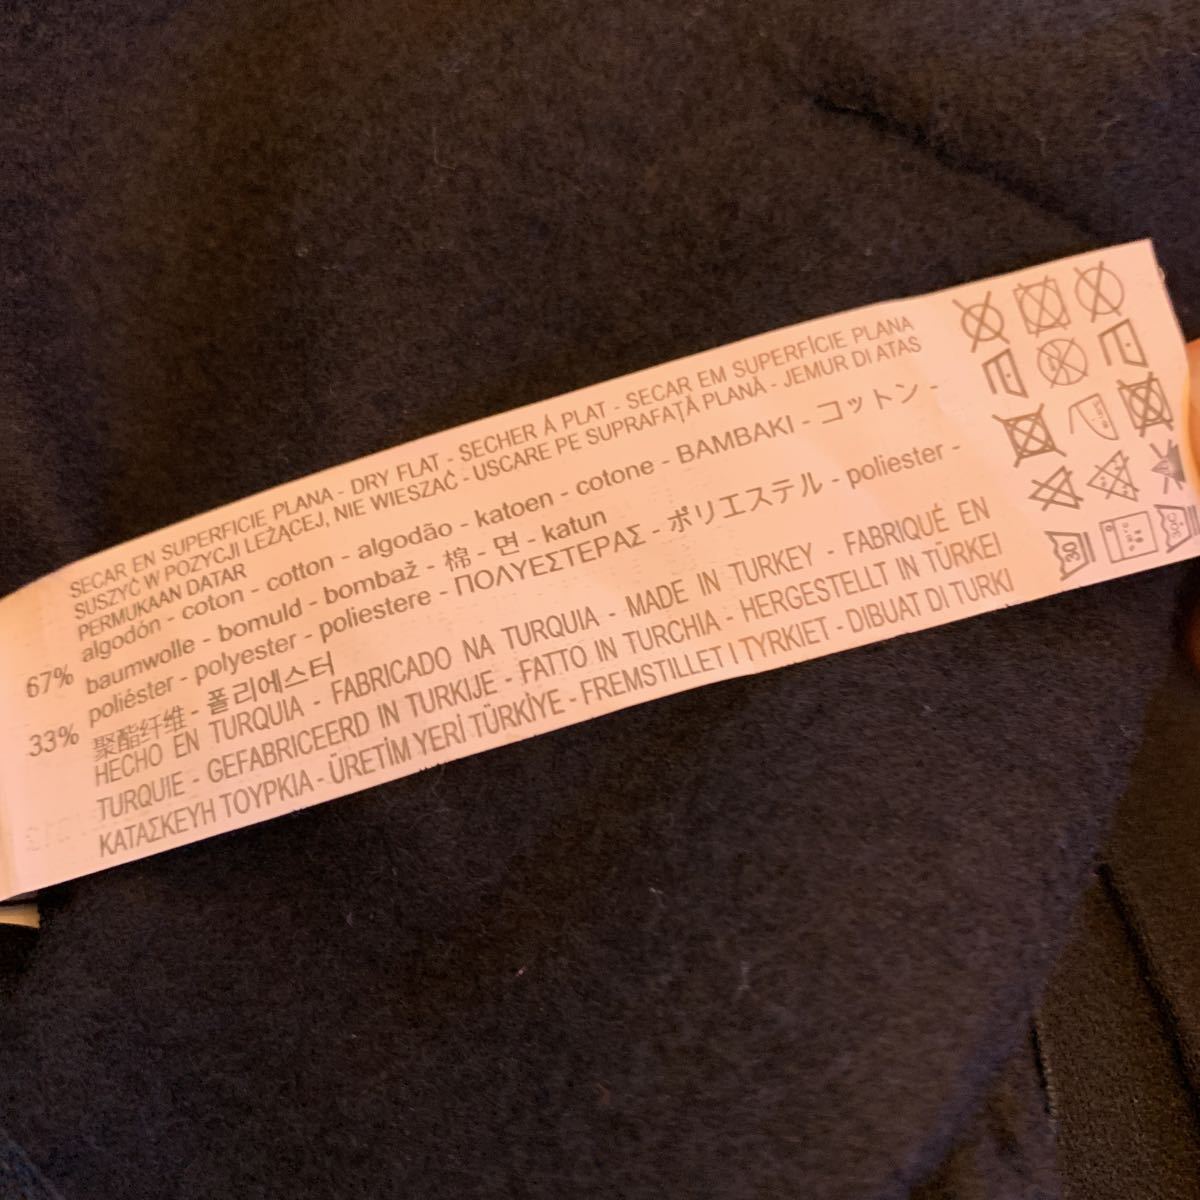 SECAR EN SUPERFICIE PLANA - DRY FLAT - SECHER Á PLAT - SECAR EM SUPERFÍCIE PLANA
SUSZYĆ W POZYCJI LEŻĄCEJ, NIE WIESZAĆ - USCARE PE SUPRAFAȚĂ PLANĂ - JEMUR DI ATAS
PERMUKAAN DATAR
67% algodón - coton - cotton - algodão - katoen - cotone - BAMBAKI - コットン -
baumwolle - bomuld - bombaž - 棉 - 면 - katun
33% poliéster - polyester - poliestere - ΠΟΛΥΕΣΤΕΡΑΣ - ポリエステル - poliester -
聚酯纤维 - 폴리에스터
HECHO EN TURQUIA - FABRICADO NA TURQUIA - MADE IN TURKEY - FABRIQUÉ EN
TURQUIE - GEFABRICEERD IN TURKIJE - FATTO IN TURCHIA - HERGESTELLT IN TÜRKEI
ΚΑΤΑΣΚΕΥΗ ΤΟΥΡΚΙΑ - ÜRETİM YERİ TÜRKİYE - FREMSTILLET I TYRKIET - DIBUAT DI TURKI
30